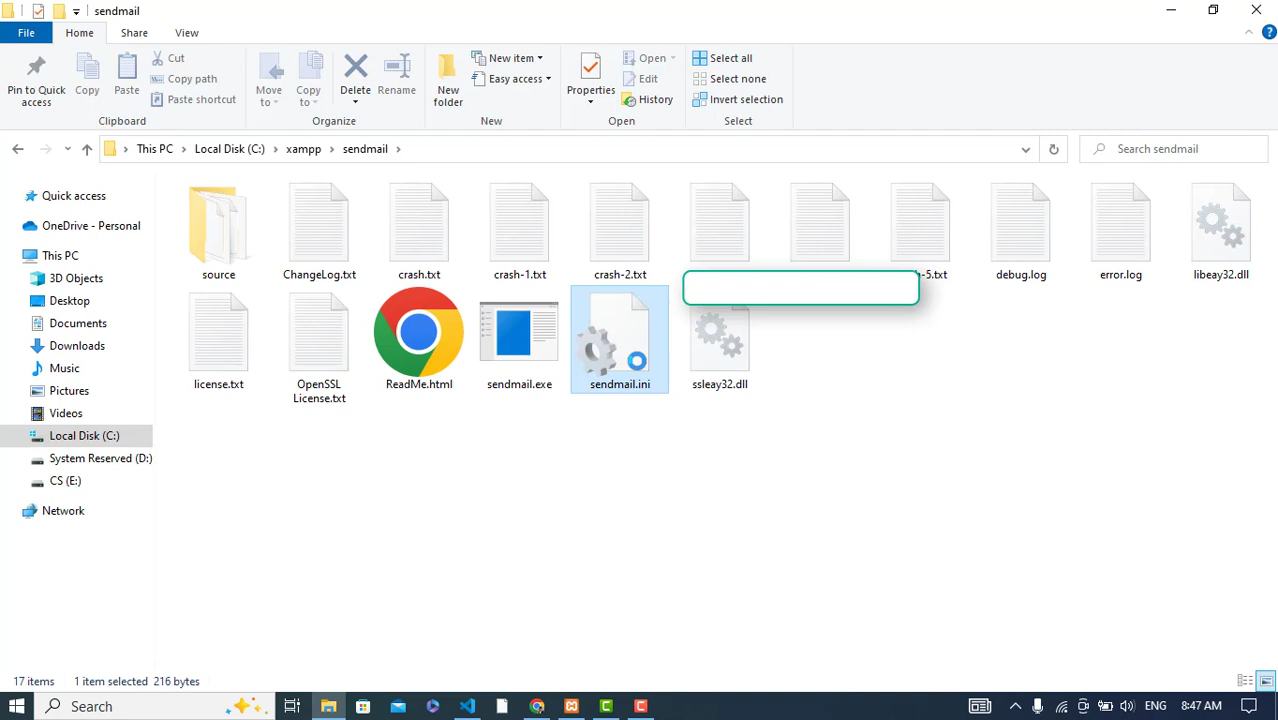 sendmail
File
Home
Share
View
Pin to Quick
access
Copy
Paste
Cut
Copy path
Paste shortcut
Clipboard
Move
to
Copy
to
Delete
Rename
Organize
New
folder
New item
Easy access
New
Properties
Open
Edit
History
Open
Select all
Select none
Invert selection
Select
This PC
Local Disk (C:)
xampp
sendmail
Search sendmail
Quick access
OneDrive - Personal
This PC
3D Objects
Desktop
Documents
Downloads
Music
Pictures
Videos
Local Disk (C:)
System Reserved (D:)
CS (E:)
Network
source
ChangeLog.txt
crash.txt
crash-1.txt
crash-2.txt
-5.txt
debug.log
error.log
libeay32.dll
license.txt
OpenSSL
License.txt
ReadMe.html
sendmail.exe
sendmail.ini
ssleay32.dll
17 items
1 item selected
216 bytes
Search
ENG
8:47 AM